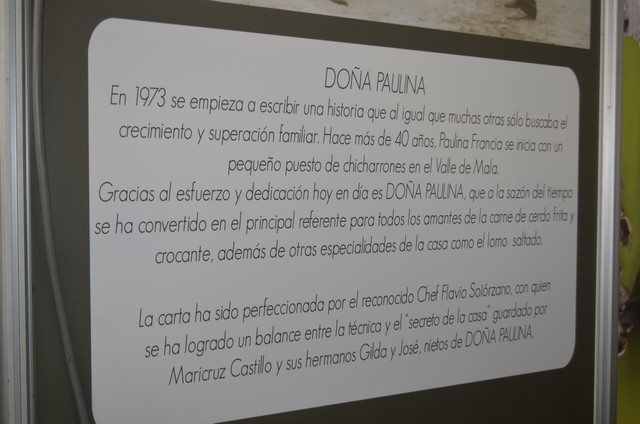 DOÑA PAULINA
En 1973 se empieza a escribir una historia que al igual que muchas otras sólo buscaba el
crecimiento y superación familiar. Hace más de 40 años, Paulina Francia se inicia con un
pequeño puesto de chicharrones en el Valle de Mala.
Gracias al esfuerzo y dedicación hoy en día es DOÑA PAULINA, que a la sazón del tiempo
se ha convertido en el principal referente para todos los amantes de la carne de cerdo frita y
crocante, además de otras especialidades de la casa como el lomo saltado.
La carta ha sido perfeccionada por el reconocido Chef Flavio Solórzano, con quien
se ha logrado un balance entre la técnica y el "secreto de la casa" guardado por
Maricruz Castillo y sus hermanos Gilda y José, nietos de DOÑA PAULINA.